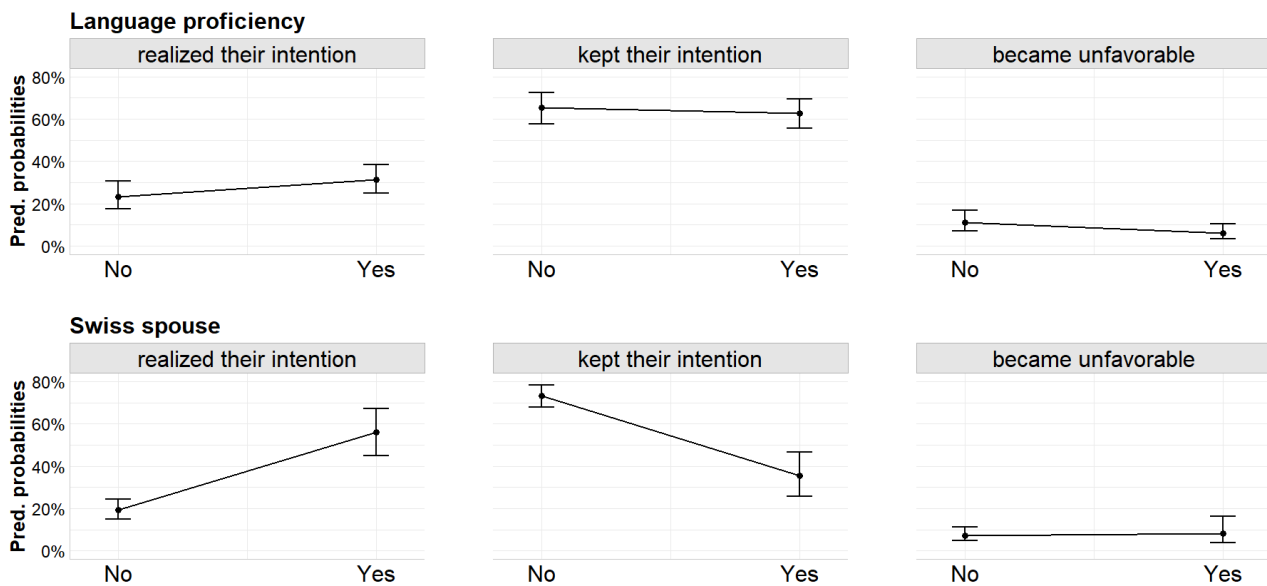 Language proficiency
realized their intention kept their intention became unfavorable
Pred. probabilities
80%
60%
40%
20%
0%
No Yes No Yes No Yes
Swiss spouse
realized their intention kept their intention became unfavorable
Pred. probabilities
80%
60%
40%
20%
0%
No Yes No Yes No Yes